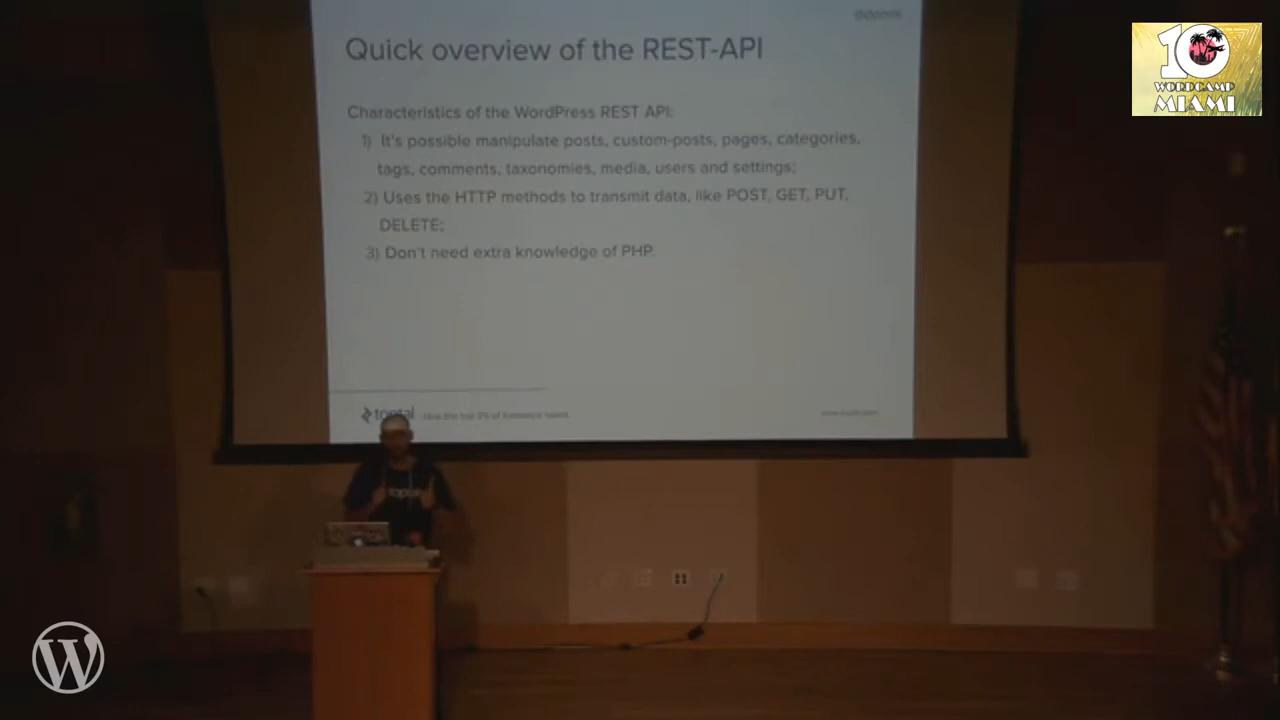 Quick overview of the REST-API
Characteristics of the WordPress REST API:
1) It's possible manipulate posts, custom-posts, pages, categories,
tags, comments, taxonomies, media, users and settings;
2) Uses the HTTP methods to transmit data, like POST, GET, PUT,
DELETE;
3) Don't need extra knowledge of PHP.
toptal
10
WORDCAMP
MIAMI
W